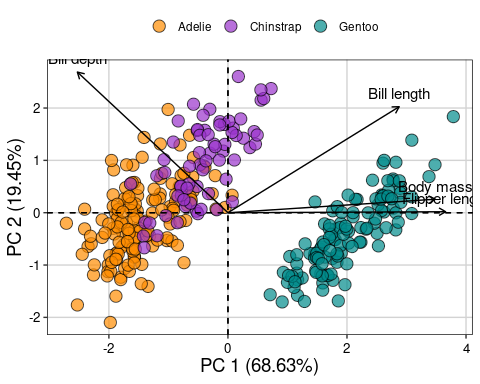 Adelie Chinstrap Gentoo
Bill depth
Bill length
Body mass
Flipper leng
PC 2 (19.45%)
2
1
0
-1
-2
-2 0 2 4
PC 1 (68.63%)